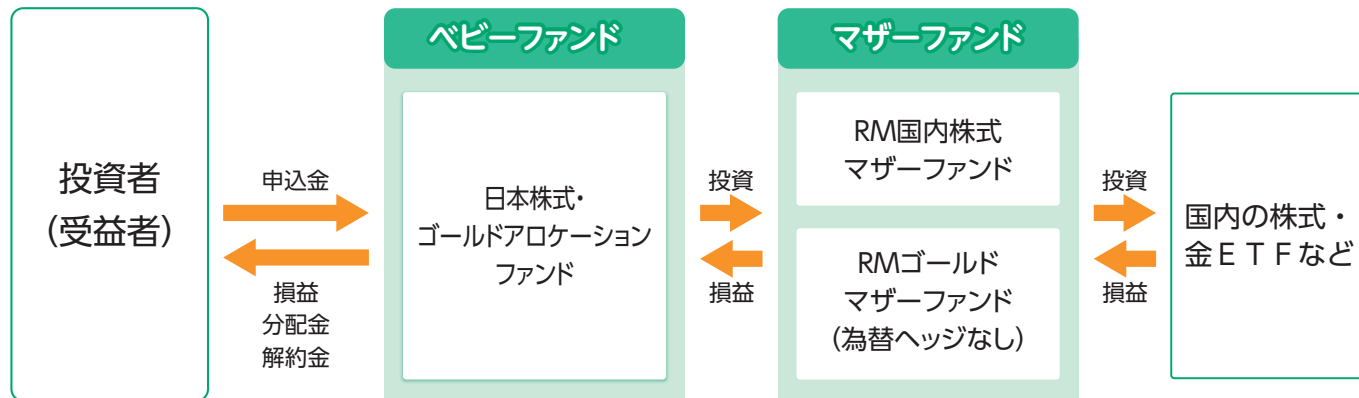 ベビーファンド
マザーファンド
投資者
(受益者)
申込金
損益
分配金
解約金
日本株式・
ゴールドアロケーション
ファンド
投資
損益
RM国内株式
マザーファンド
RMゴールド
マザーファンド
(為替ヘッジなし)
投資
損益
国内の株式・
金ＥＴＦなど